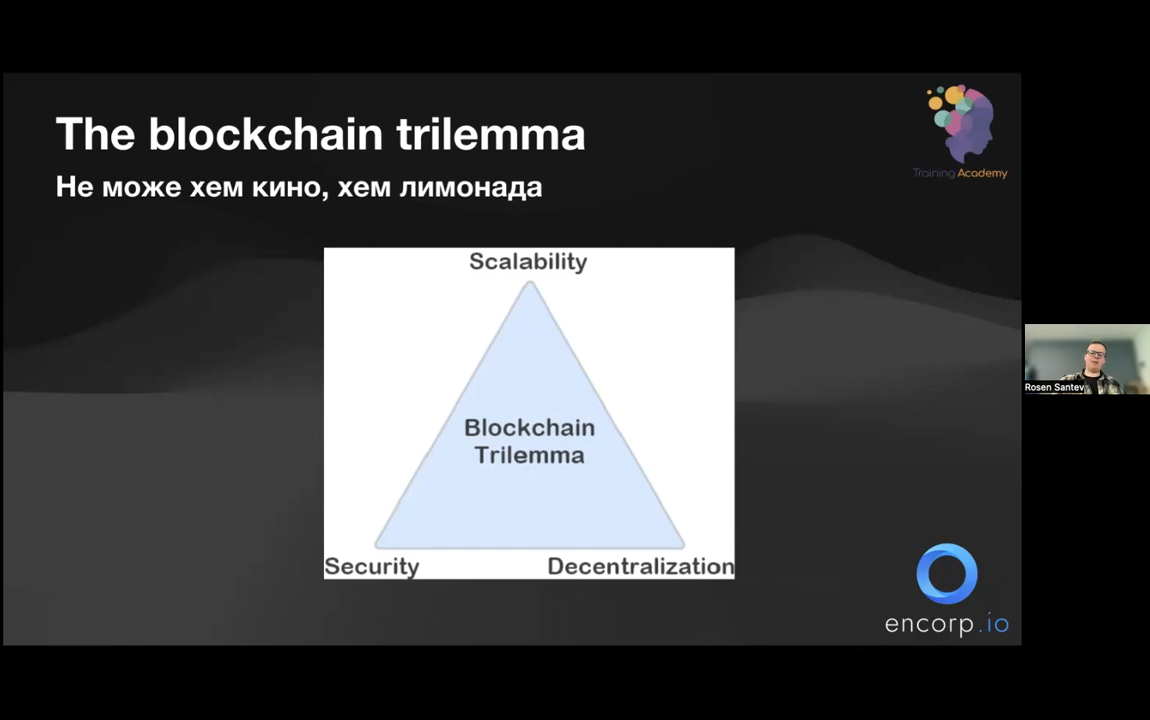 The blockchain trilemma
Не може хем кино, хем лимонада
Training Academy
Scalability
Blockchain
Trilemma
Security
Decentralization
Rosen Santev
encorp.io